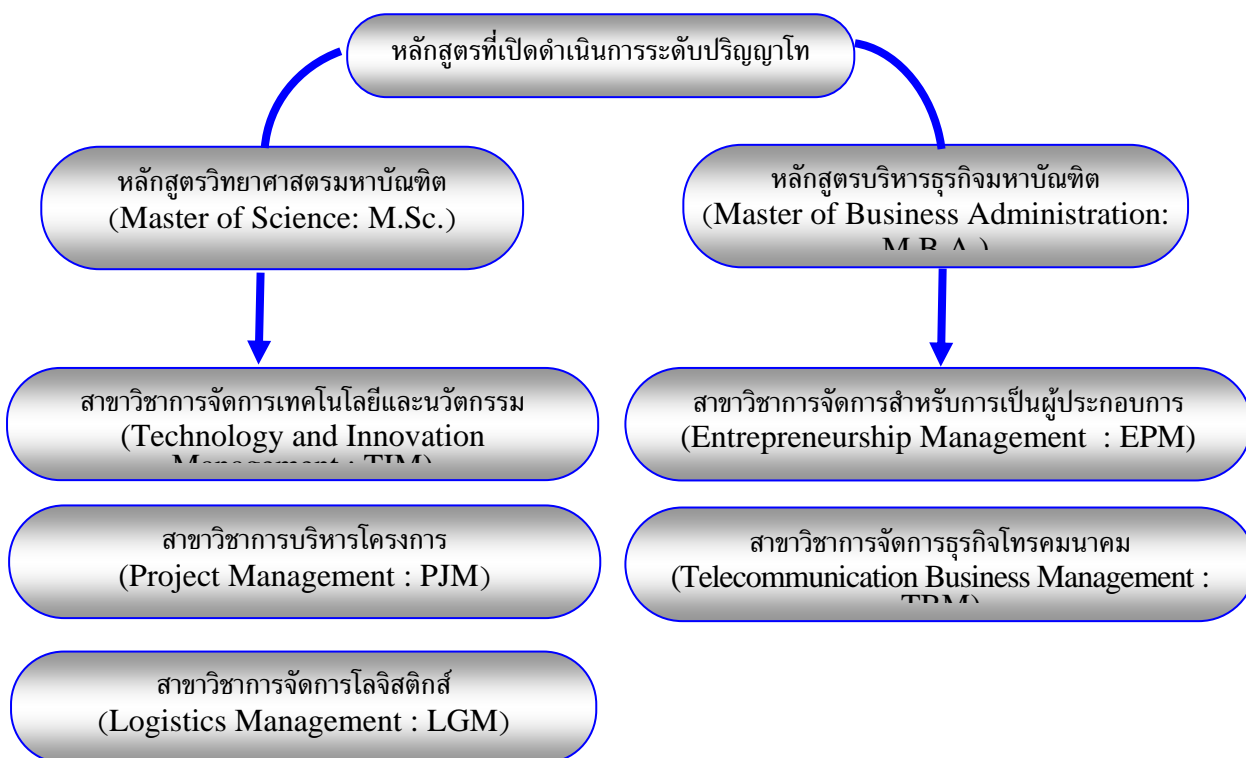 หลักสูตรที่เปิดดำเนินการระดับปริญญาโท
หลักสูตรวิทยาศาสตรมหาบัณฑิต
(Master of Science: M.Sc.)
หลักสูตรบริหารธุรกิจมหาบัณฑิต
(Master of Business Administration:
M.B.A.)
สาขาวิชาการจัดการเทคโนโลยีและนวัตกรรม
(Technology and Innovation
Management : TIM)
สาขาวิชาการบริหารโครงการ
(Project Management : PJM)
สาขาวิชาการจัดการโลจิสติกส์
(Logistics Management : LGM)
สาขาวิชาการจัดการสำหรับการเป็นผู้ประกอบการ
(Entrepreneurship Management : EPM)
สาขาวิชาการจัดการธุรกิจโทรคมนาคม
(Telecommunication Business Management :
TBM)